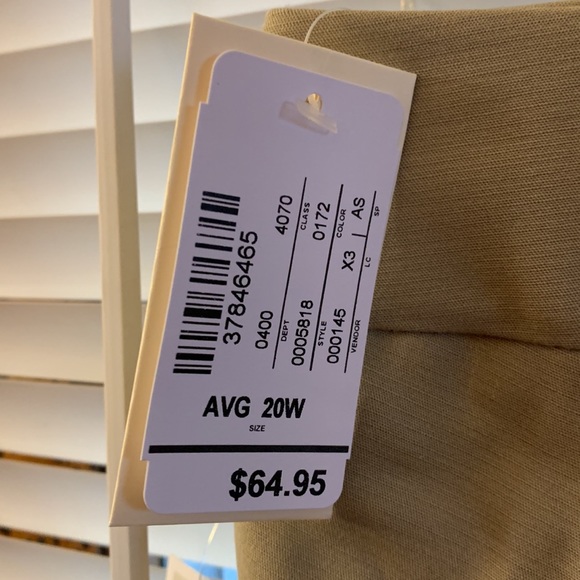 37846465
0400 4070
DEPT CLASS
0005818 0172
STYLE COLOR
000145 X3 | AS
VENDOR LC SP
AVG 20W
SIZE
$64.95